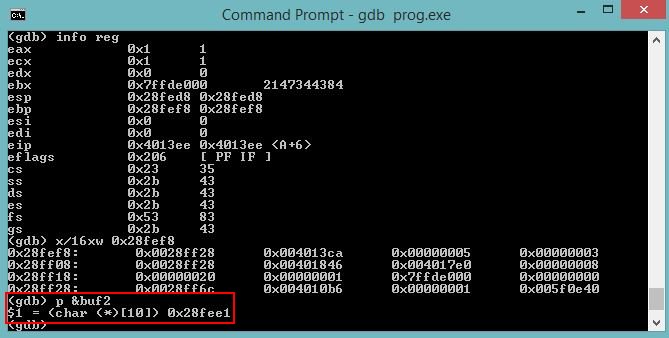 Command Prompt - gdb prog.exe
(gdb) info reg
eax 0x1 1
ecx 0x1 1
edx 0x0 0
ebx 0x7ffde000 2147344384
esp 0x28fed8 0x28fed8
ebp 0x28fef8 0x28fef8
esi 0x0 0
edi 0x0 0
eip 0x4013ee 0x4013ee <A+6>
eflags 0x206 [ PF IF ]
cs 0x23 35
ss 0x2b 43
ds 0x2b 43
es 0x2b 43
fs 0x53 83
gs 0x2b 43
(gdb) x/16xw 0x28fef8
0x28fef8: 0x0028ff28 0x004013ca 0x00000005 0x00000003
0x28ff08: 0x0028ff28 0x00401846 0x004017e0 0x00000008
0x28ff18: 0x00000020 0x00000001 0x7ffde000 0x00000000
0x28ff28: 0x0028ff6c 0x004010b6 0x00000001 0x005f0e40
(gdb) p &buf2
$1 = (char (*)[10]) 0x28fee1
(gdb)